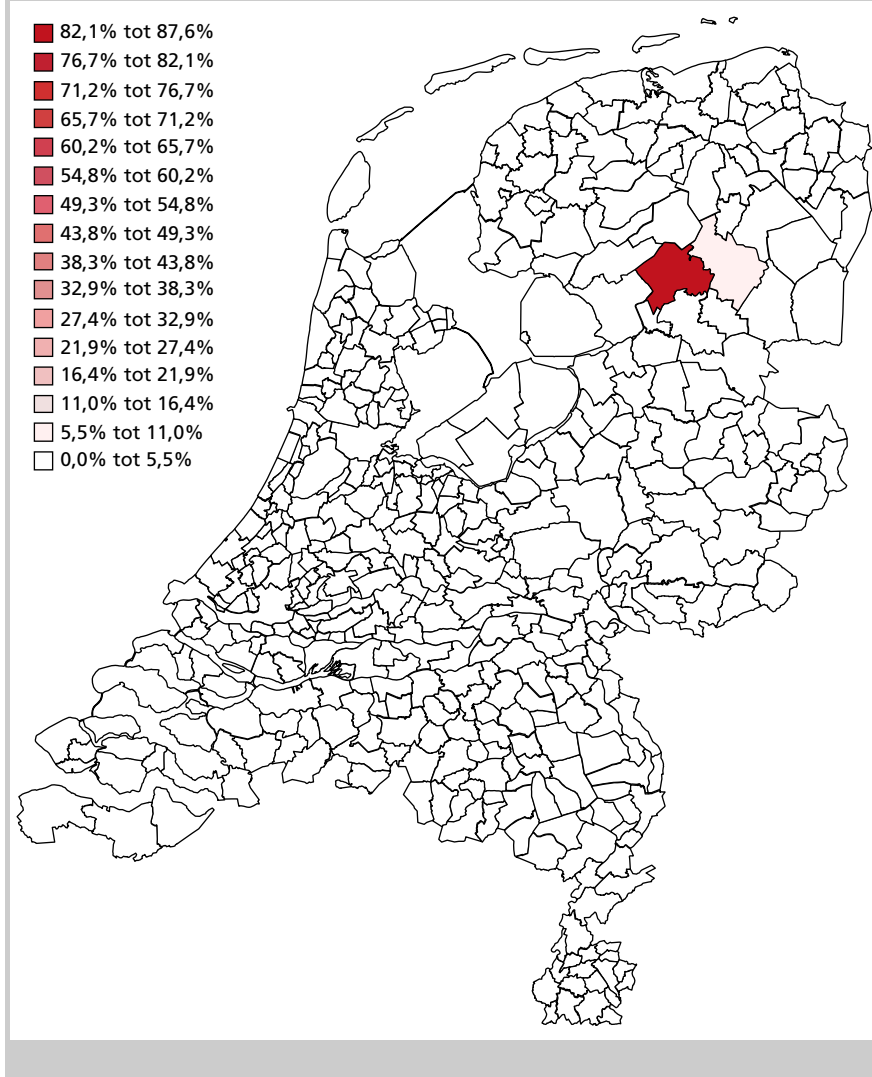 82,1% tot 87,6%
76,7% tot 82,1%
71,2% tot 76,7%
65,7% tot 71,2%
60,2% tot 65,7%
54,8% tot 60,2%
49,3% tot 54,8%
43,8% tot 49,3%
38,3% tot 43,8%
32,9% tot 38,3%
27,4% tot 32,9%
21,9% tot 27,4%
16,4% tot 21,9%
11,0% tot 16,4%
5,5% tot 11,0%
0,0% tot 5,5%